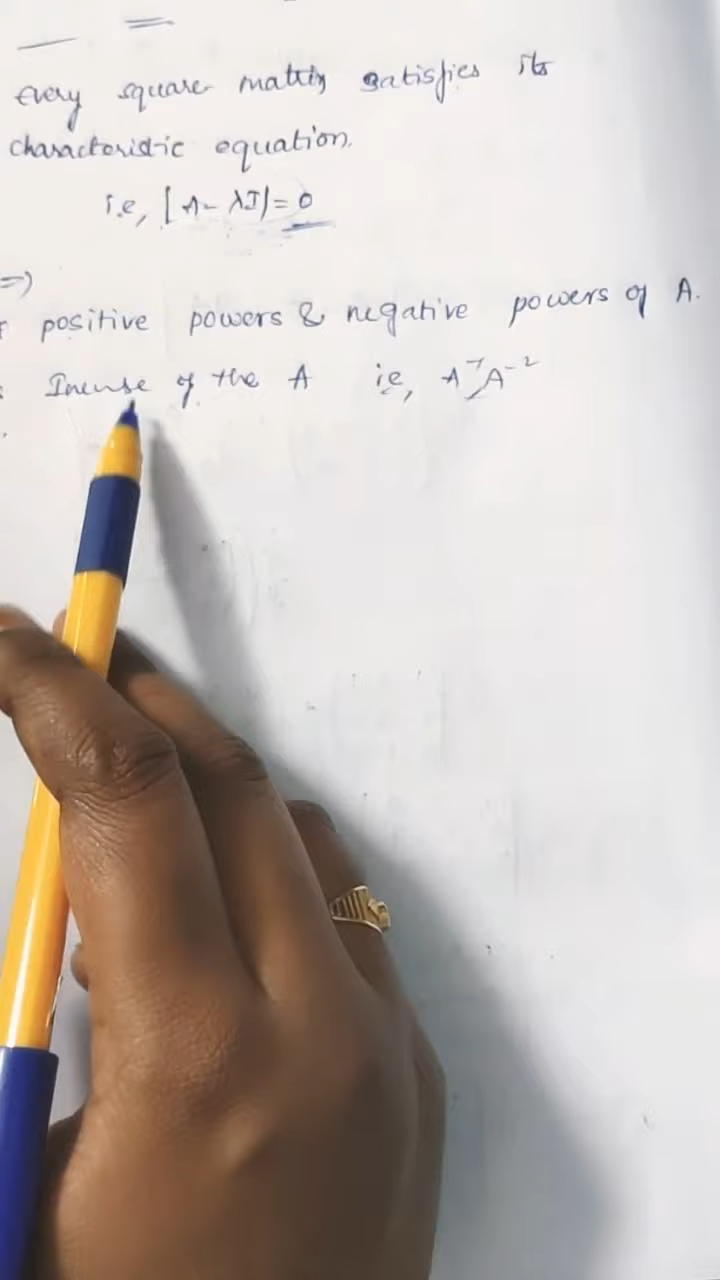 every square matrix satisfies its
characteristic equation.
i.e, |A- λI|= 0
=)
positive powers & negative powers of A.
Inverse of the A ie, A⁻¹, A⁻²